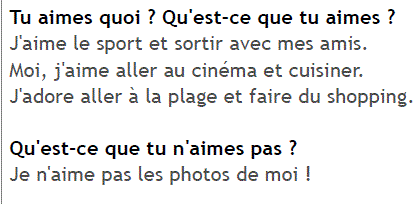 Tu aimes quoi ? Qu'est-ce que tu aimes ?
J'aime le sport et sortir avec mes amis.
Moi, j'aime aller au cinéma et cuisiner.
J'adore aller à la plage et faire du shopping.
Qu'est-ce que tu n'aimes pas ?
Je n'aime pas les photos de moi !